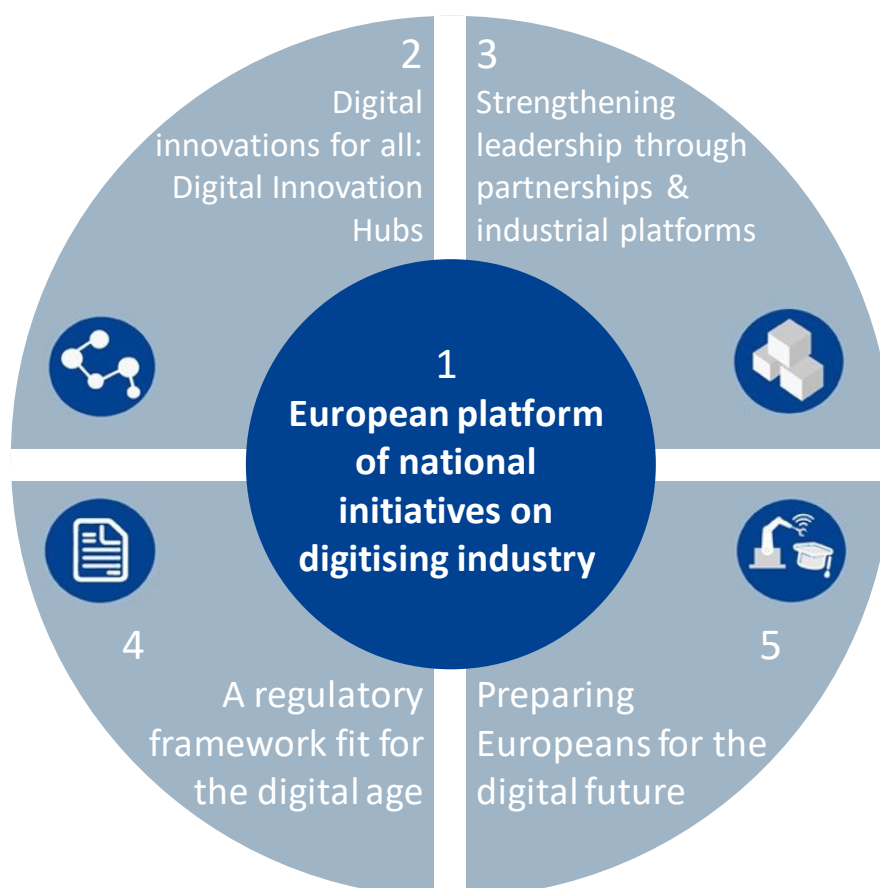 2
Digital
innovations for all:
Digital Innovation
Hubs
3
Strengthening
leadership through
partnerships &
industrial platforms
1
European platform
of national
initiatives on
digitising industry
4
A regulatory
framework fit for
the digital age
5
Preparing
Europeans for the
digital future